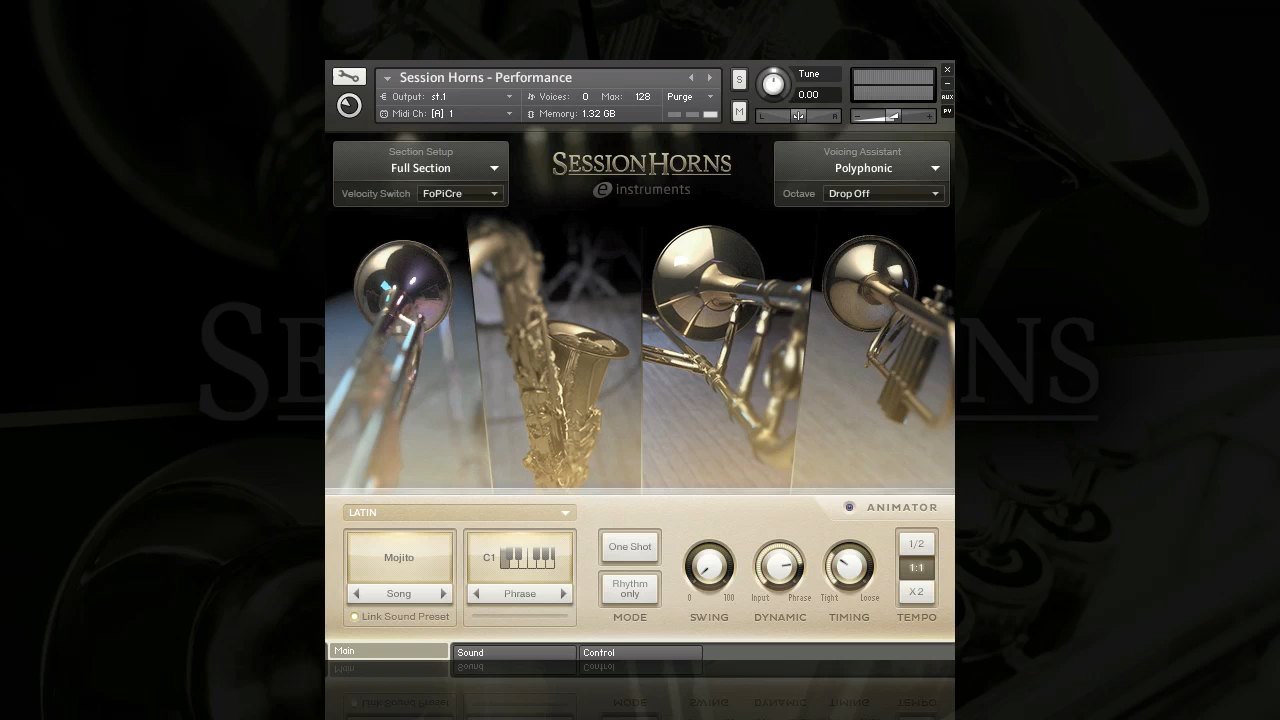 Session Horns - Performance
Output: st.1
Voices: 0 Max: 128
Purge
Midi Ch: [A] 1
Memory: 1.32 GB
S
M
Tune
0.00
L R
AUX
PV
Section Setup
Full Section
Velocity Switch FoPiCre
SESSION HORNS
e instruments
Voicing Assistant
Polyphonic
Octave Drop Off
LATIN
ANIMATOR
Mojito
Song
Link Sound Preset
C1
Phrase
One Shot
Rhythm
only
MODE
0 100
SWING
Input Phrase
DYNAMIC
Tight Loose
TIMING
1/2
1:1
X 2
TEMPO
Main
Sound
Control